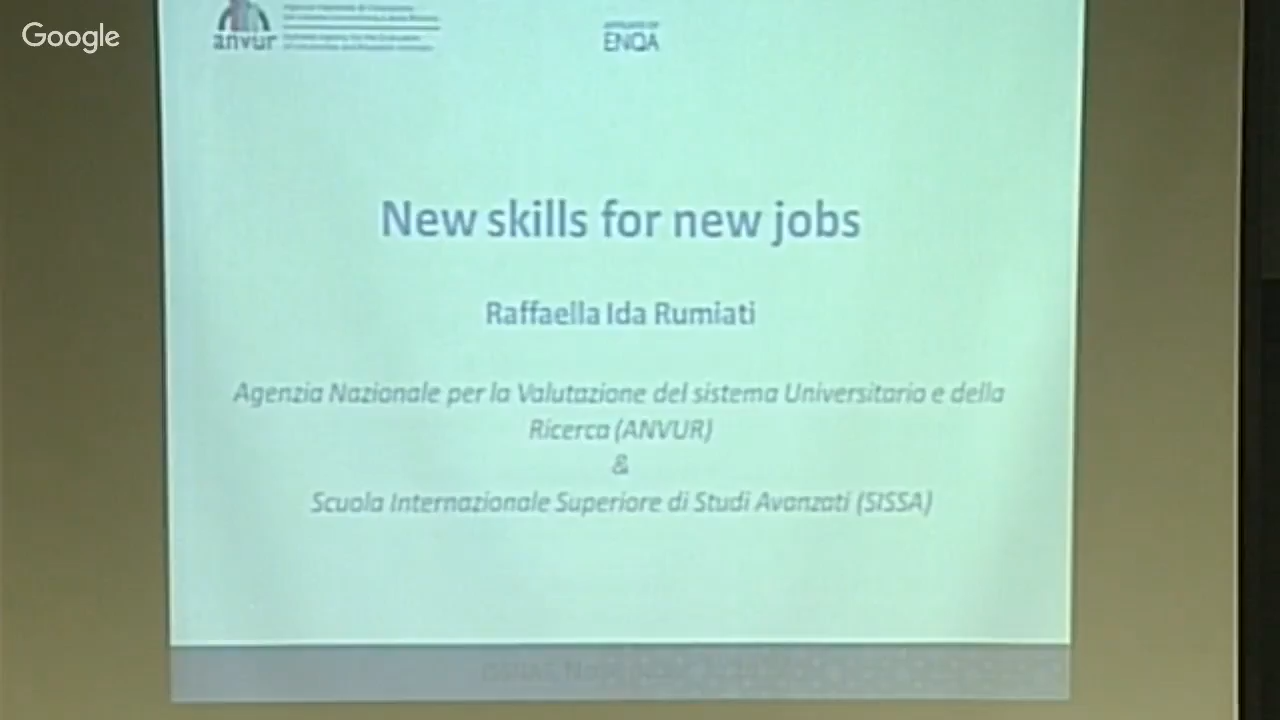 Google
anvur
ENQA
New skills for new jobs
Raffaella Ida Rumiati
Agenzia Nazionale per la Valutazione del sistema Universitario e della
Ricerca (ANVUR)
&
Scuola Internazionale Superiore di Studi Avanzati (SISSA)